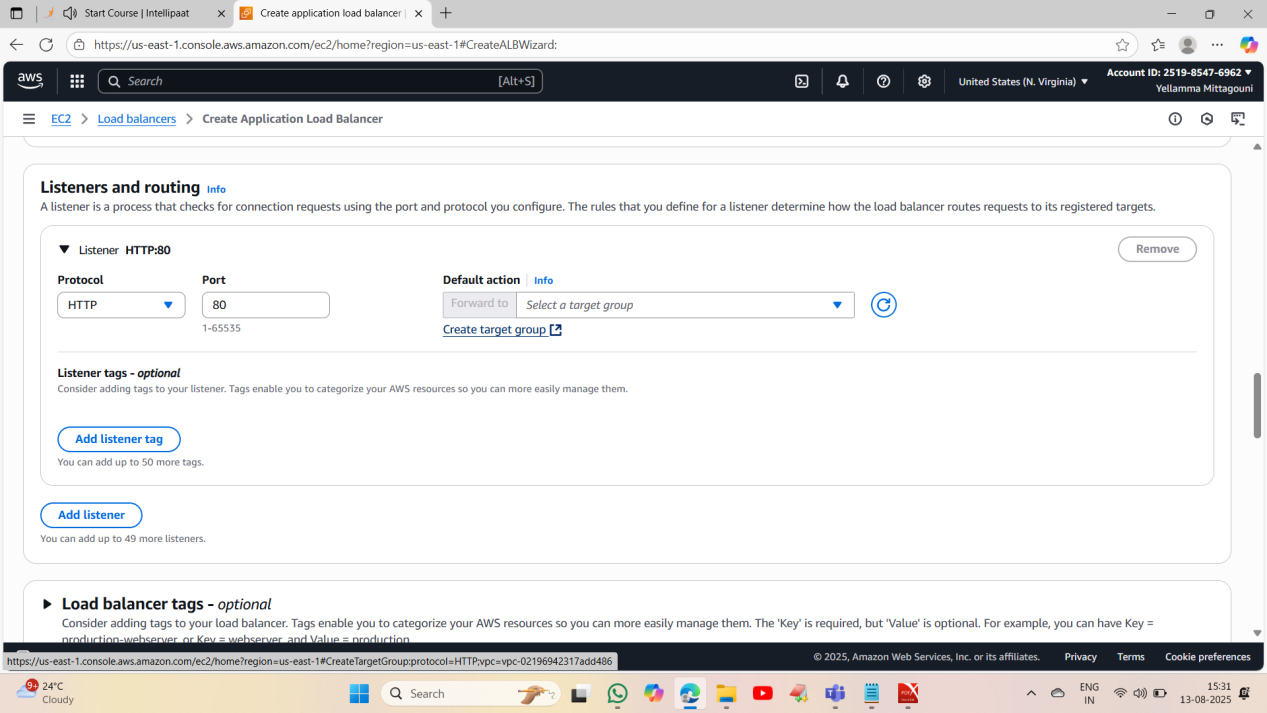 Start Course | Intellipaat
Create application load balancer |
https://us-east-1.console.aws.amazon.com/ec2/home?region=us-east-1#CreateALBWizard:
aws
Search
[Alt+S]
United States (N. Virginia)
Account ID: 2519-8547-6962
Yellamma Mittagouni
EC2 > Load balancers > Create Application Load Balancer
Listeners and routing Info
A listener is a process that checks for connection requests using the port and protocol you configure. The rules that you define for a listener determine how the load balancer routes requests to its registered targets.
Listener HTTP:80
Remove
Protocol
Port
Default action Info
HTTP
80
Forward to
Select a target group
1-65535
Create target group
Listener tags - optional
Consider adding tags to your listener. Tags enable you to categorize your AWS resources so you can more easily manage them.
Add listener tag
You can add up to 50 more tags.
Add listener
You can add up to 49 more listeners.
Load balancer tags - optional
Consider adding tags to your load balancer. Tags enable you to categorize your AWS resources so you can more easily manage them. The 'Key' is required, but 'Value' is optional. For example, you can have Key =
production-webserver, or Key = webserver, and Value = production.
https://us-east-1.console.aws.amazon.com/ec2/home?region=us-east-1#CreateTargetGroup:protocol=HTTP;vpc=vpc-02196942317add486
© 2025, Amazon Web Services, Inc. or its affiliates.
Privacy
Terms
Cookie preferences
9+
24°C
Cloudy
Search
ENG
IN
15:31
13-08-2025